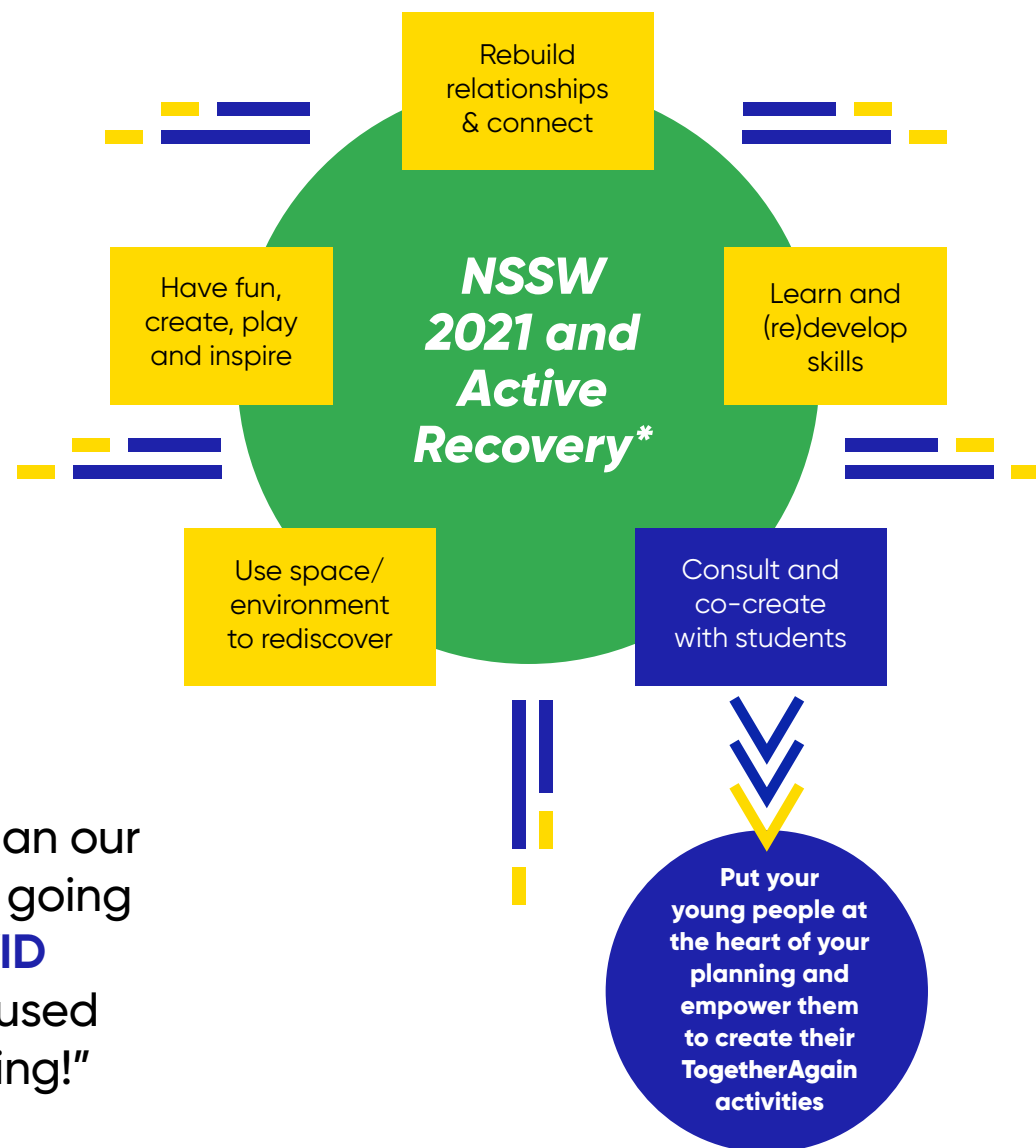 Rebuild
relationships
& connect
Have fun,
create, play
and inspire
NSSW
2021 and
Active
Recovery*
Learn and
(re)develop
skills
Use space/
environment
to rediscover
Consult and
co-create
with students
an our
going
ID
used
ing!”
Put your
young people at
the heart of your
planning and
empower them
to create their
TogetherAgain
activities